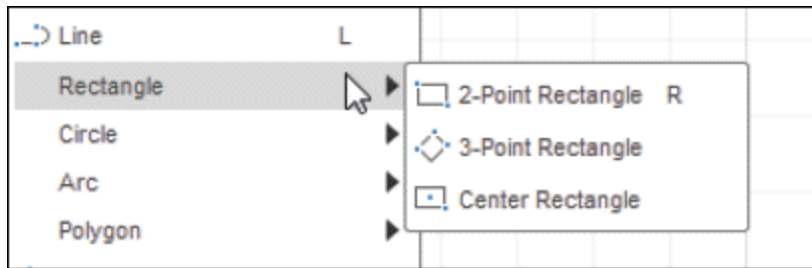 Line L
Rectangle
Circle
Arc
Polygon
2-Point Rectangle R
3-Point Rectangle
Center Rectangle